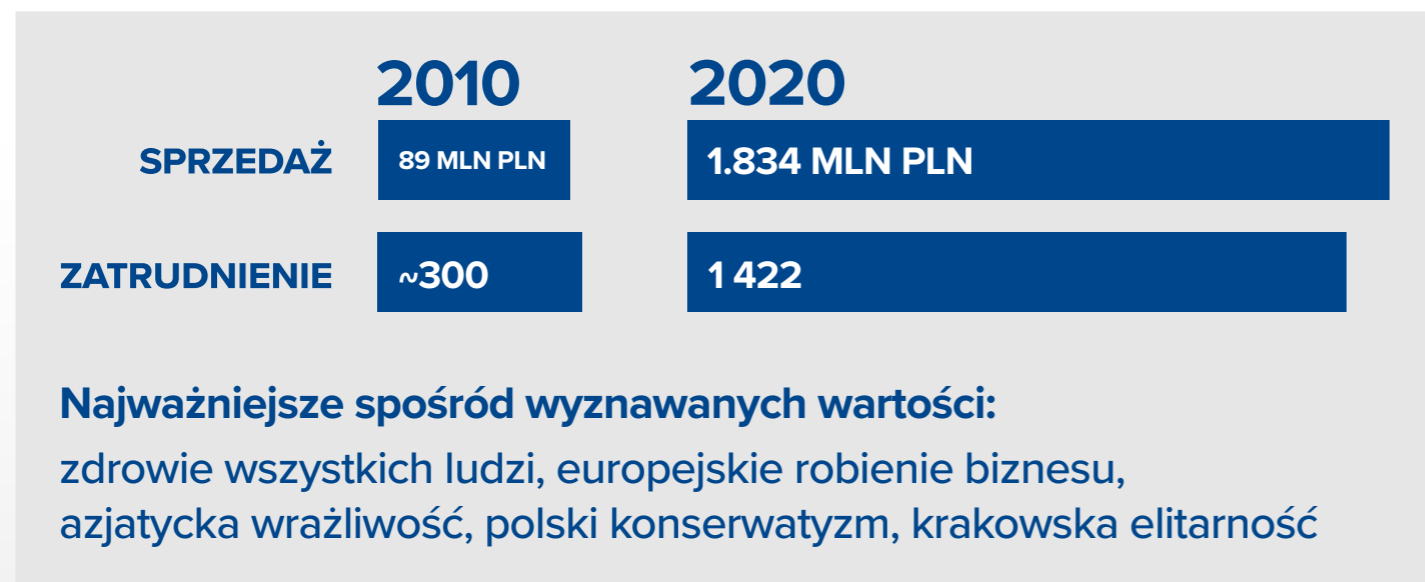 2010 2020
SPRZEDAŻ 89 MLN PLN 1.834 MLN PLN
ZATRUDNIENIE ~300 1 422
Najważniejsze spośród wyznawanych wartości:
zdrowie wszystkich ludzi, europejskie robienie biznesu,
azjatycka wrażliwość, polski konserwatyzm, krakowska elitarność